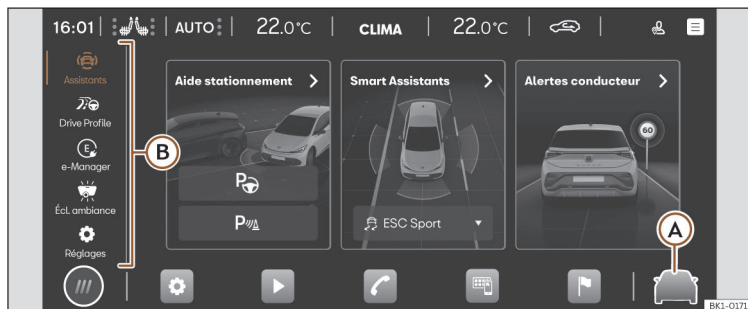 16:01 AUTO 22.0°C CLIMA 22.0°C
Assistants
Drive Profile
E
e-Manager
Écl. ambiance
Réglages
B
Aide stationnement
P
P
Smart Assistants
ESC Sport
Alertes conducteur
60
A
BK1-0171